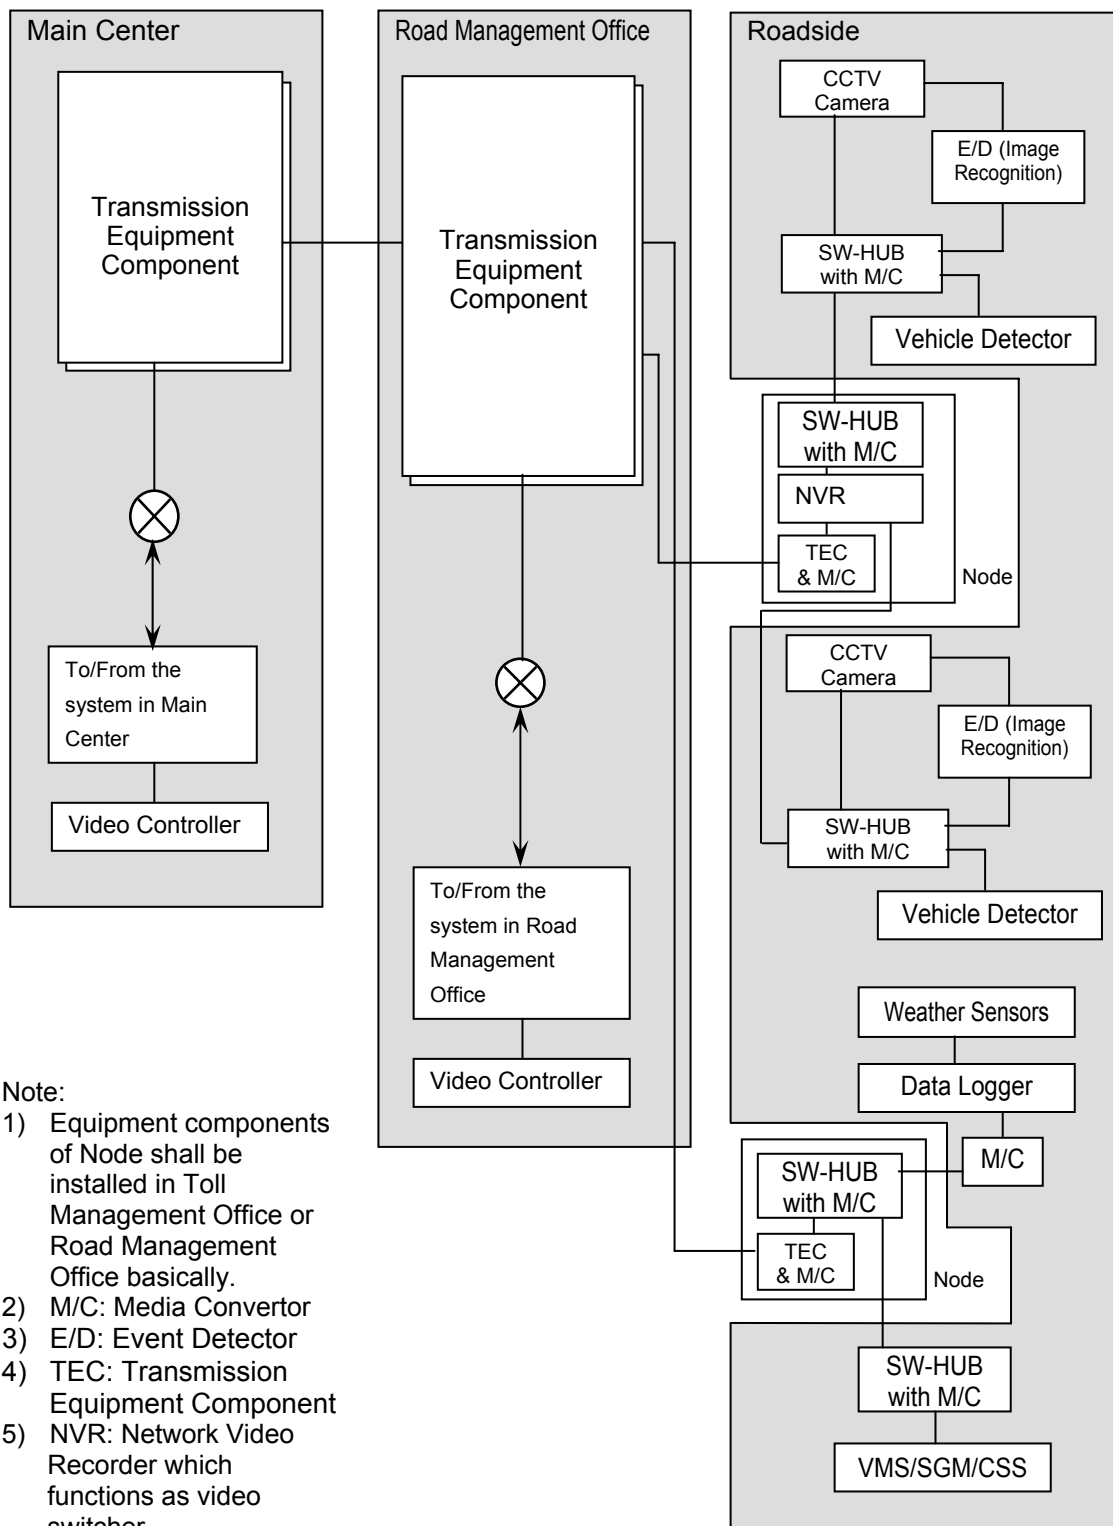 Main Center
Transmission
Equipment
Component
To/From the
system in Main
Center
Video Controller
Road Management Office
Transmission
Equipment
Component
To/From the
system in Road
Management
Office
Video Controller
Roadside
CCTV
Camera
E/D (Image
Recognition)
SW-HUB
with M/C
Vehicle Detector
SW-HUB
with M/C
NVR
TEC
& M/C
Node
CCTV
Camera
E/D (Image
Recognition)
SW-HUB
with M/C
Vehicle Detector
Weather Sensors
Data Logger
M/C
SW-HUB
with M/C
TEC
& M/C
Node
SW-HUB
with M/C
VMS/SGM/CSS
Note:
1) Equipment components
of Node shall be
installed in Toll
Management Office or
Road Management
Office basically.
2) M/C: Media Convertor
3) E/D: Event Detector
4) TEC: Transmission
Equipment Component
5) NVR: Network Video
Recorder which
functions as video
switcher